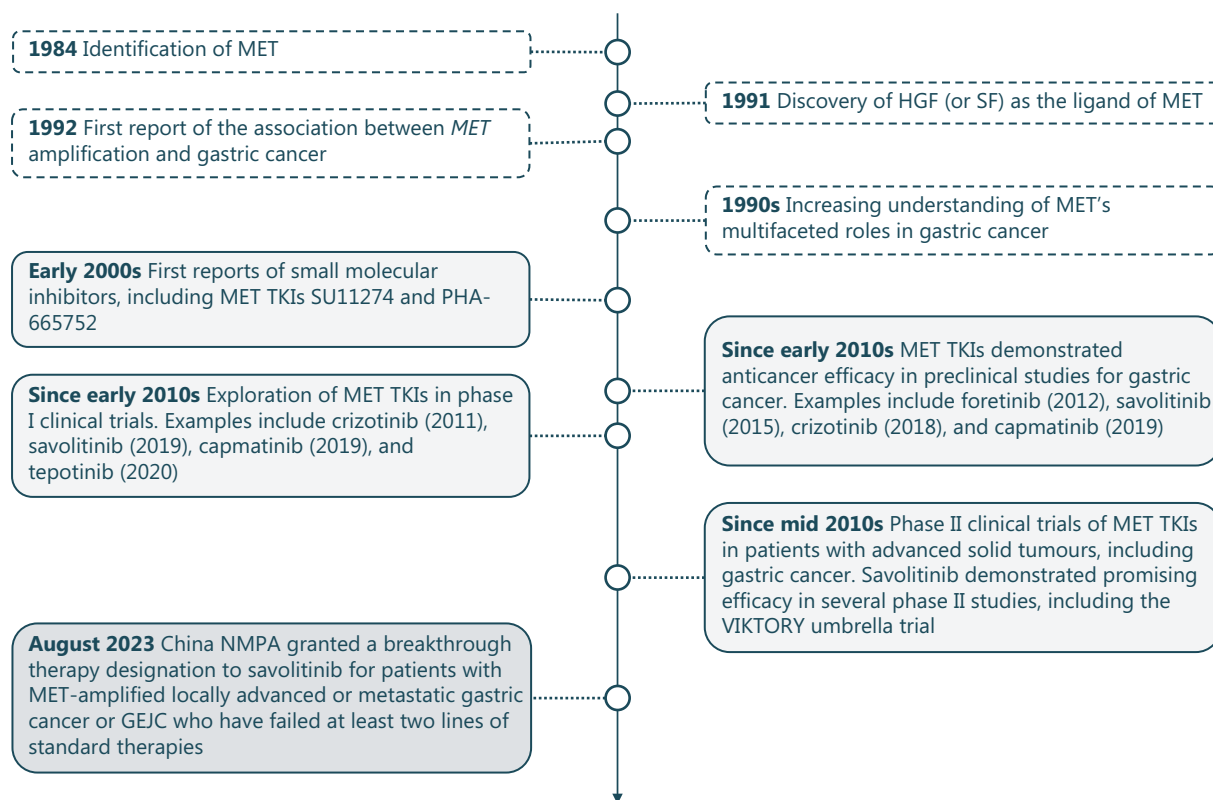 1984 Identification of MET
1991 Discovery of HGF (or SF) as the ligand of MET
1992 First report of the association between MET
amplification and gastric cancer
1990s Increasing understanding of MET’s
multifaceted roles in gastric cancer
Early 2000s First reports of small molecular
inhibitors, including MET TKIs SU11274 and PHA-
665752
Since early 2010s MET TKIs demonstrated
anticancer efficacy in preclinical studies for gastric
cancer. Examples include foretinib (2012), savolitinib
(2015), crizotinib (2018), and capmatinib (2019)
Since early 2010s Exploration of MET TKIs in phase
I clinical trials. Examples include crizotinib (2011),
savolitinib (2019), capmatinib (2019), and
tepotinib (2020)
Since mid 2010s Phase II clinical trials of MET TKIs
in patients with advanced solid tumours, including
gastric cancer. Savolitinib demonstrated promising
efficacy in several phase II studies, including the
VIKTORY umbrella trial
August 2023 China NMPA granted a breakthrough
therapy designation to savolitinib for patients with
MET-amplified locally advanced or metastatic gastric
cancer or GEJC who have failed at least two lines of
standard therapies